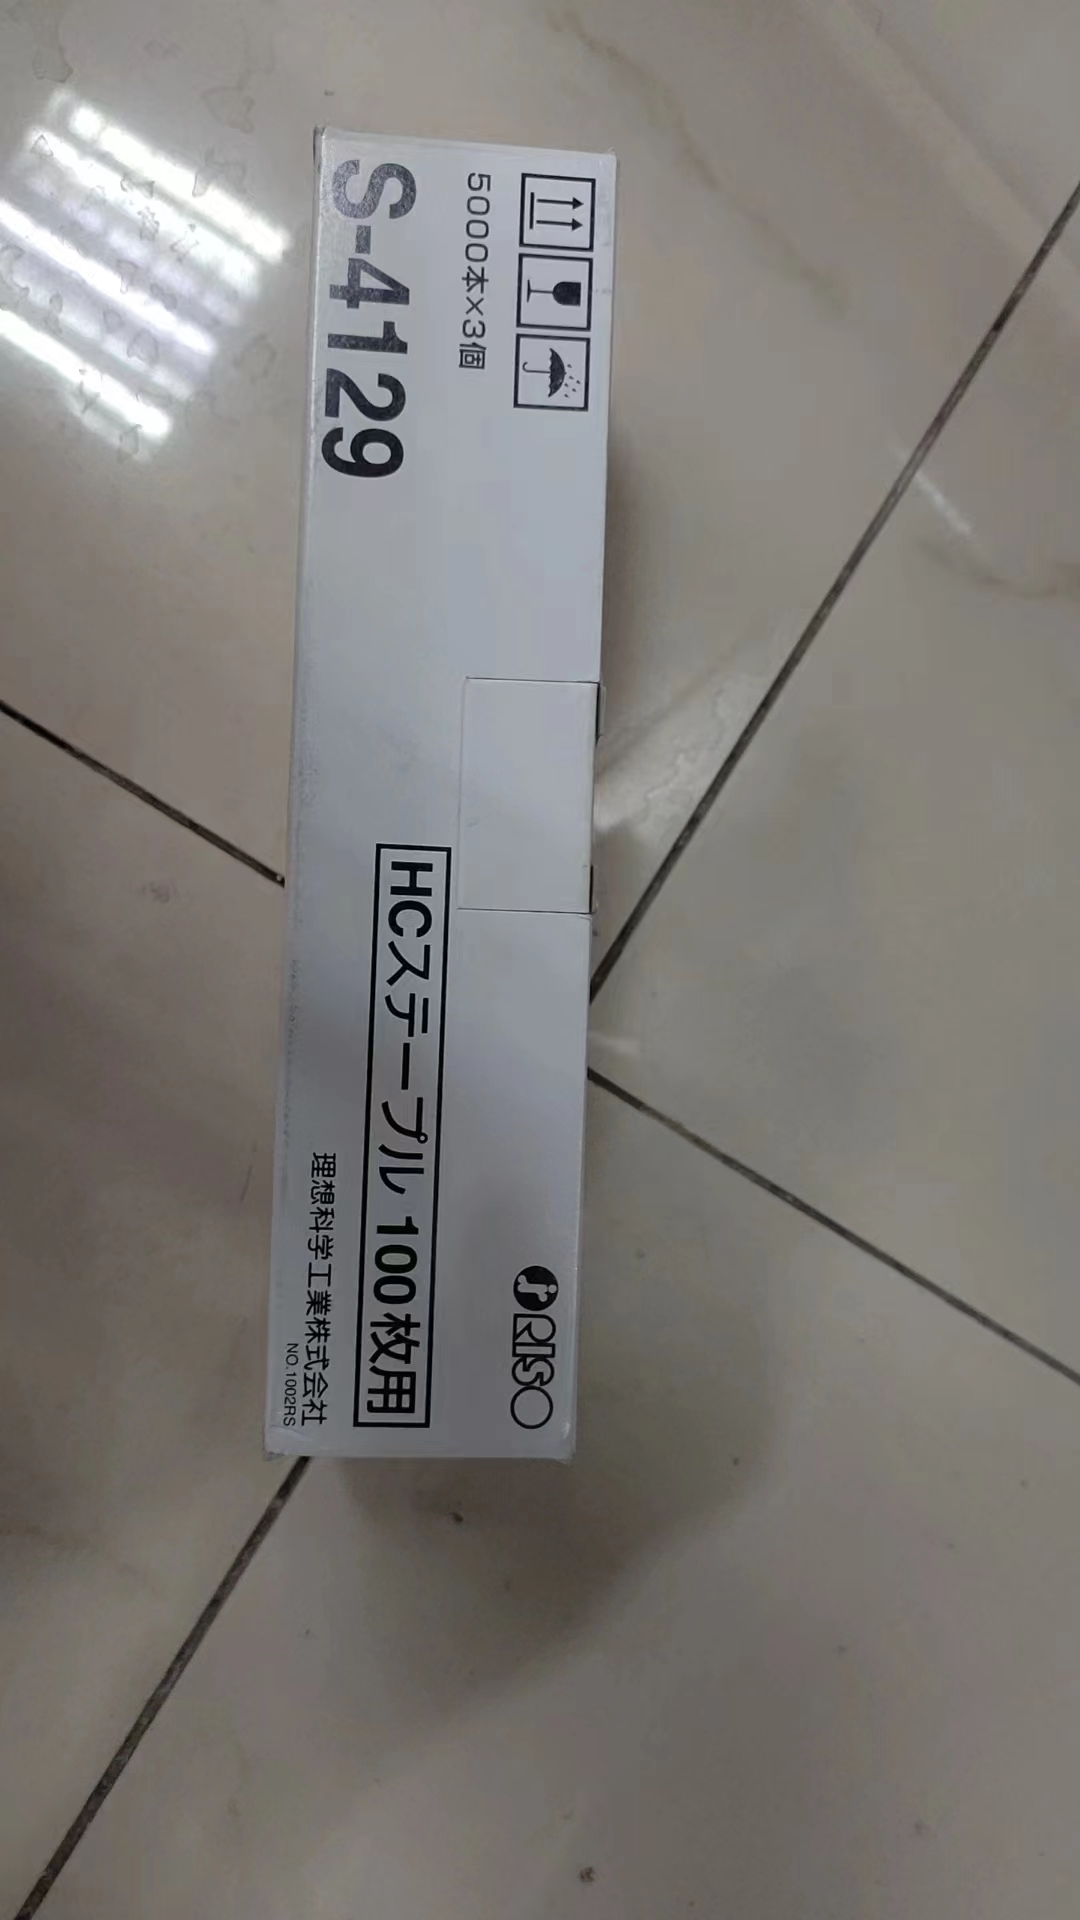 5000本×3個
S-4129
RISO
HCステープル 100枚用
理想科学工業株式会社
NO.1002RS